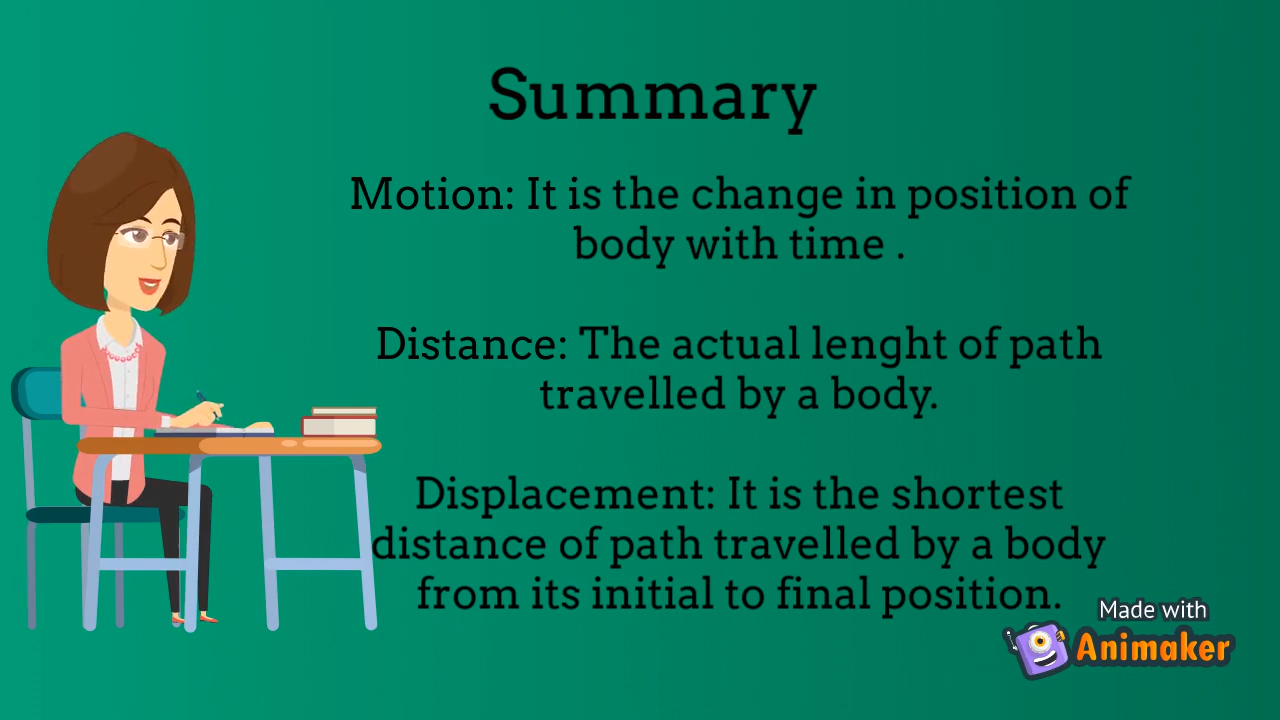 Summary
Motion: It is the change in position of
body with time .
Distance: The actual lenght of path
travelled by a body.
Displacement: It is the shortest
distance of path travelled by a body
from its initial to final position.
Made with
Animaker